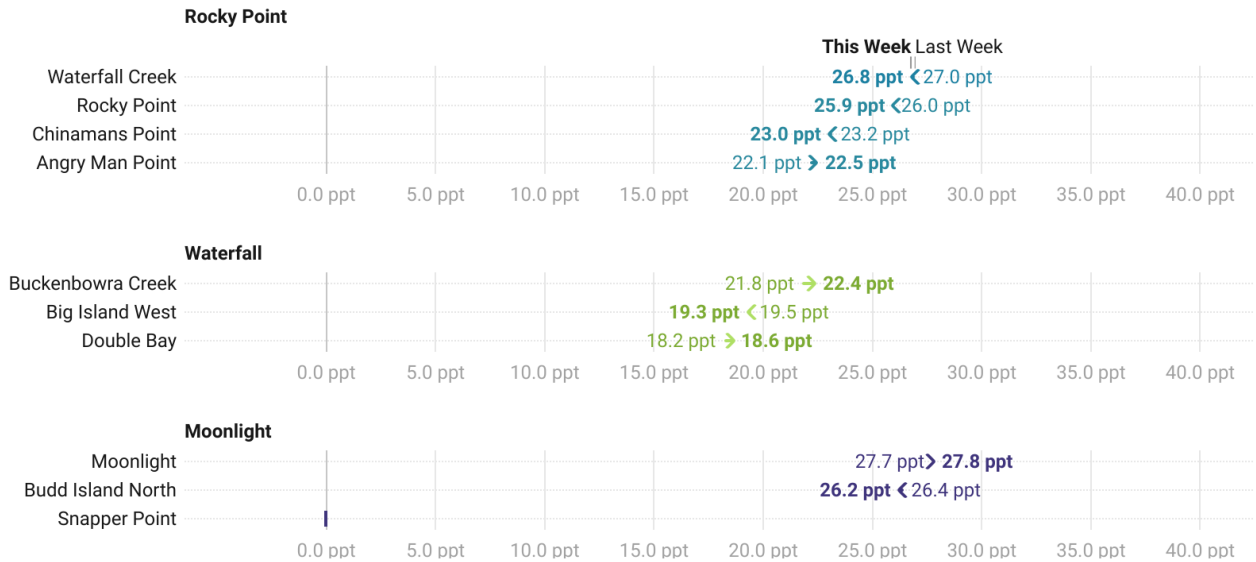 Rocky Point
This Week Last Week
Waterfall Creek 26.8 ppt 27.0 ppt
Rocky Point 25.9 ppt 26.0 ppt
Chinamans Point 23.0 ppt 23.2 ppt
Angry Man Point 22.1 ppt 22.5 ppt
0.0 ppt 5.0 ppt 10.0 ppt 15.0 ppt 20.0 ppt 25.0 ppt 30.0 ppt 35.0 ppt 40.0 ppt
Waterfall
Buckenbowra Creek 21.8 ppt 22.4 ppt
Big Island West 19.3 ppt 19.5 ppt
Double Bay 18.2 ppt 18.6 ppt
0.0 ppt 5.0 ppt 10.0 ppt 15.0 ppt 20.0 ppt 25.0 ppt 30.0 ppt 35.0 ppt 40.0 ppt
Moonlight
Moonlight 27.7 ppt 27.8 ppt
Budd Island North 26.2 ppt 26.4 ppt
Snapper Point
0.0 ppt 5.0 ppt 10.0 ppt 15.0 ppt 20.0 ppt 25.0 ppt 30.0 ppt 35.0 ppt 40.0 ppt